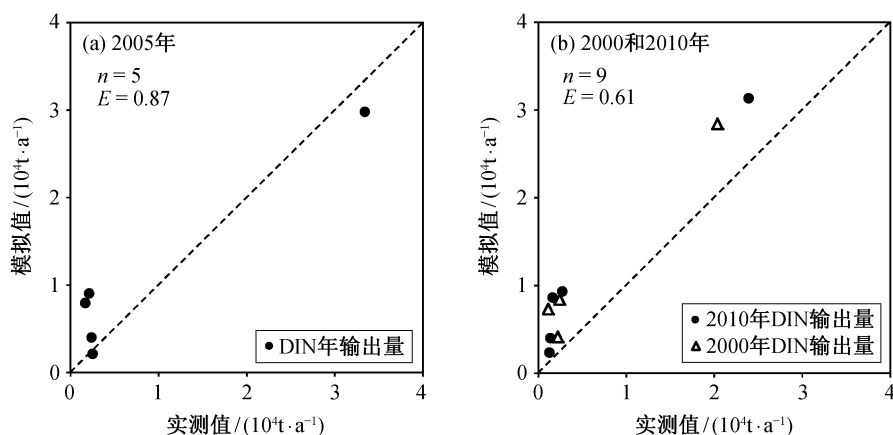 (a) 2005年
n = 5
E = 0.87
4
3
2
1
0
模拟值/(10⁴t·a⁻¹)
DIN年输出量
0 1 2 3 4
实测值/(10⁴t·a⁻¹)
(b) 2000和2010年
n = 9
E = 0.61
4
3
2
1
0
模拟值/(10⁴t·a⁻¹)
2010年DIN输出量
2000年DIN输出量
0 1 2 3 4
实测值/(10⁴t·a⁻¹)